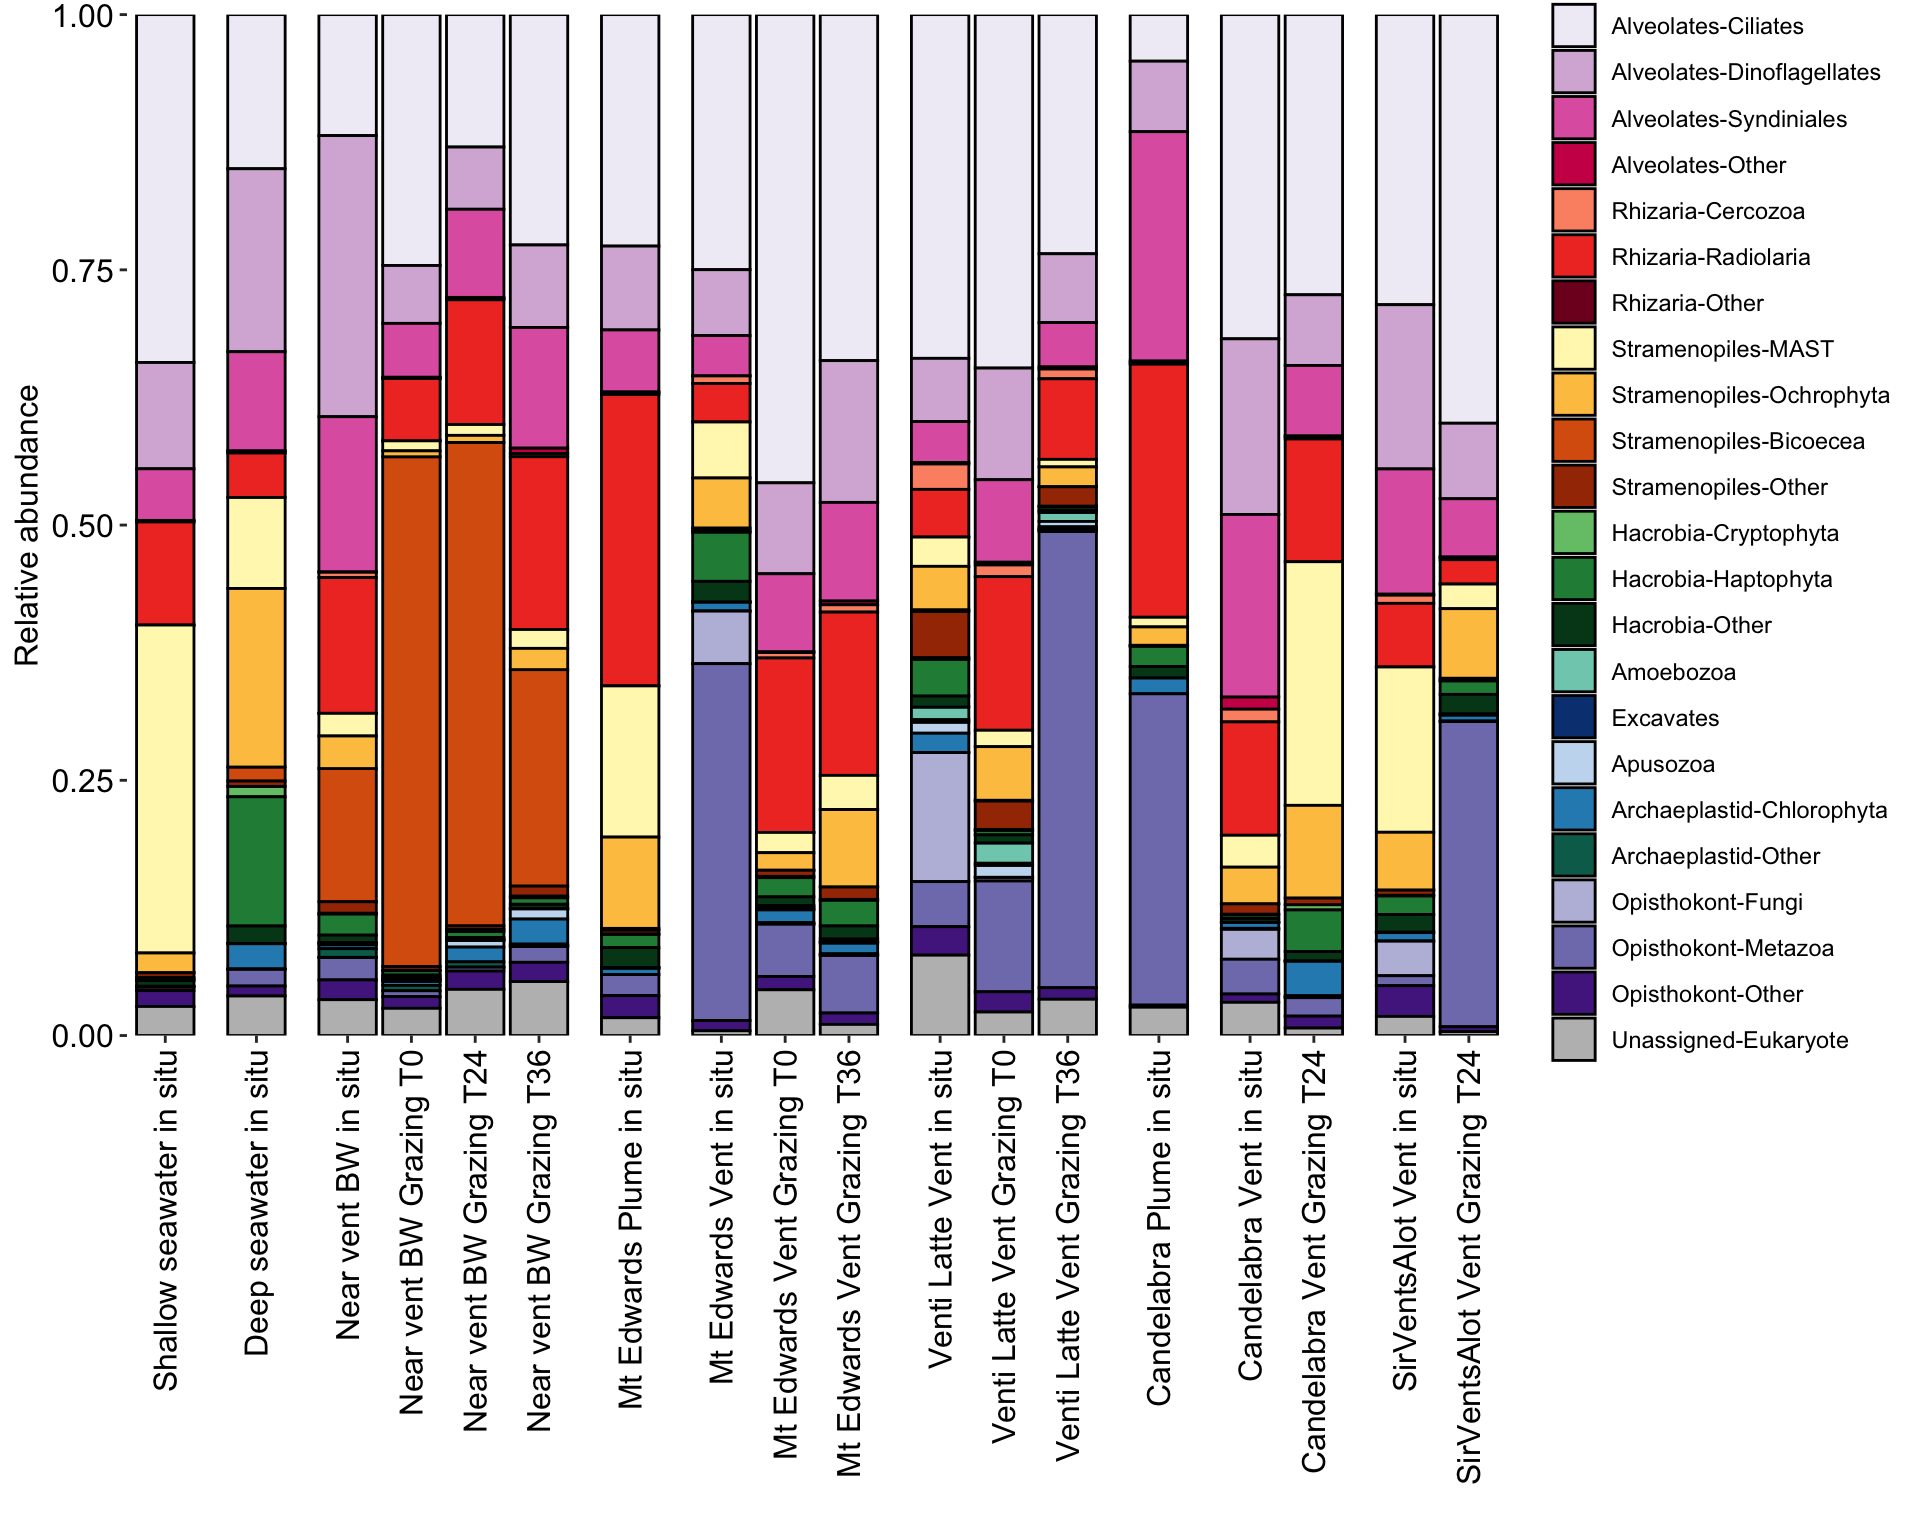 1.00
0.75
0.50
0.25
0.00
Relative abundance
Shallow seawater in situ
Deep seawater in situ
Near vent BW in situ
Near vent BW Grazing T0
Near vent BW Grazing T24
Near vent BW Grazing T36
Mt Edwards Plume in situ
Mt Edwards Vent in situ
Mt Edwards Vent Grazing T0
Mt Edwards Vent Grazing T36
Venti Latte Vent in situ
Venti Latte Vent Grazing T0
Venti Latte Vent Grazing T36
Candelabra Plume in situ
Candelabra Vent in situ
Candelabra Vent Grazing T24
SirVentsAlot Vent in situ
SirVentsAlot Vent Grazing T24
Alveolates-Ciliates
Alveolates-Dinoflagellates
Alveolates-Syndiniales
Alveolates-Other
Rhizaria-Cercozoa
Rhizaria-Radiolaria
Rhizaria-Other
Stramenopiles-MAST
Stramenopiles-Ochrophyta
Stramenopiles-Bicoecea
Stramenopiles-Other
Hacrobia-Cryptophyta
Hacrobia-Haptophyta
Hacrobia-Other
Amoebozoa
Excavates
Apusozoa
Archaeplastid-Chlorophyta
Archaeplastid-Other
Opisthokont-Fungi
Opisthokont-Metazoa
Opisthokont-Other
Unassigned-Eukaryote